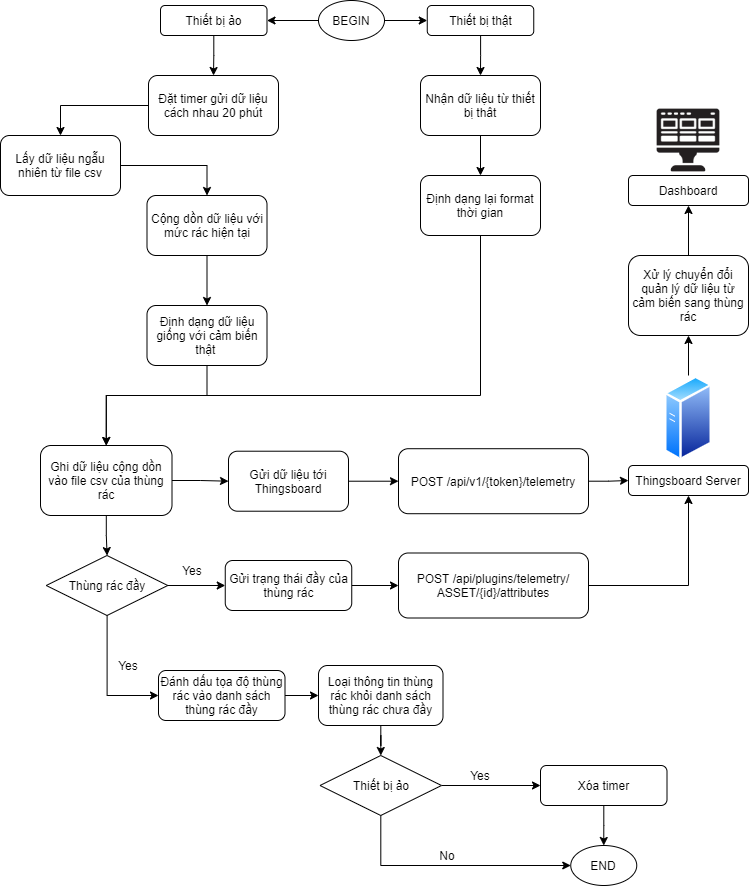 Thiết bị ảo
BEGIN
Thiết bị thật
Đặt timer gửi dữ liệu
cách nhau 20 phút
Nhận dữ liệu từ thiết
bị thât
Lấy dữ liệu ngẫu
nhiên từ file csv
Cộng dồn dữ liệu với
mức rác hiện tại
Định dạng lại format
thời gian
Dashboard
Xử lý chuyển đổi
quản lý dữ liệu từ
cảm biến sang thùng
rác
Định dạng dữ liệu
giống với cảm biến
thật
Ghi dữ liệu cộng dồn
vào file csv của thùng
rác
Gửi dữ liệu tới
Thingsboard
POST /api/v1/{token}/telemetry
Thingsboard Server
Thùng rác đầy
Yes
Gửi trạng thái đầy của
thùng rác
POST /api/plugins/telemetry/
ASSET/{id}/attributes
Yes
Đánh dấu tọa độ thùng
rác vào danh sách
thùng rác đầy
Loại thông tin thùng
rác khỏi danh sách
thùng rác chưa đầy
Thiết bị ảo
Yes
Xóa timer
No
END